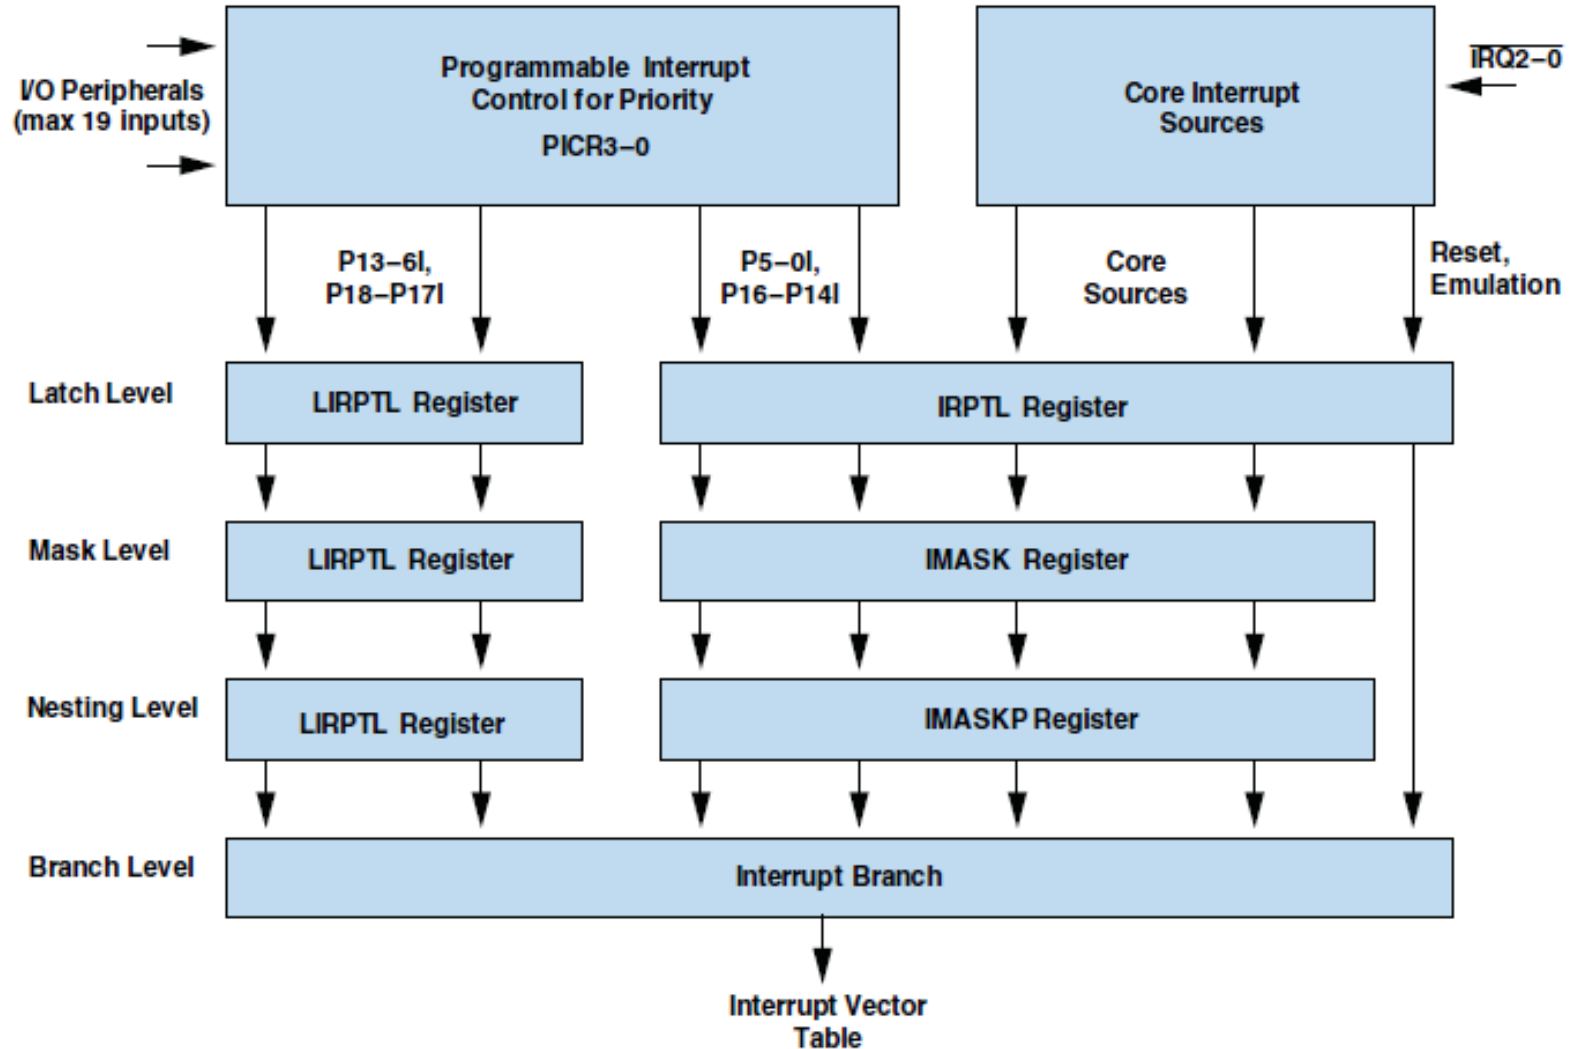 Programmable Interrupt
Control for Priority
PICR3–0
Core Interrupt
Sources
IRQ2–0
I/O Peripherals
(max 19 inputs)
P13–6I,
P18–P17I
P5–0I,
P16–P14I
Core
Sources
Reset,
Emulation
Latch Level
LIRPTL Register
IRPTL Register
Mask Level
LIRPTL Register
IMASK Register
Nesting Level
LIRPTL Register
IMASKP Register
Branch Level
Interrupt Branch
Interrupt Vector
Table